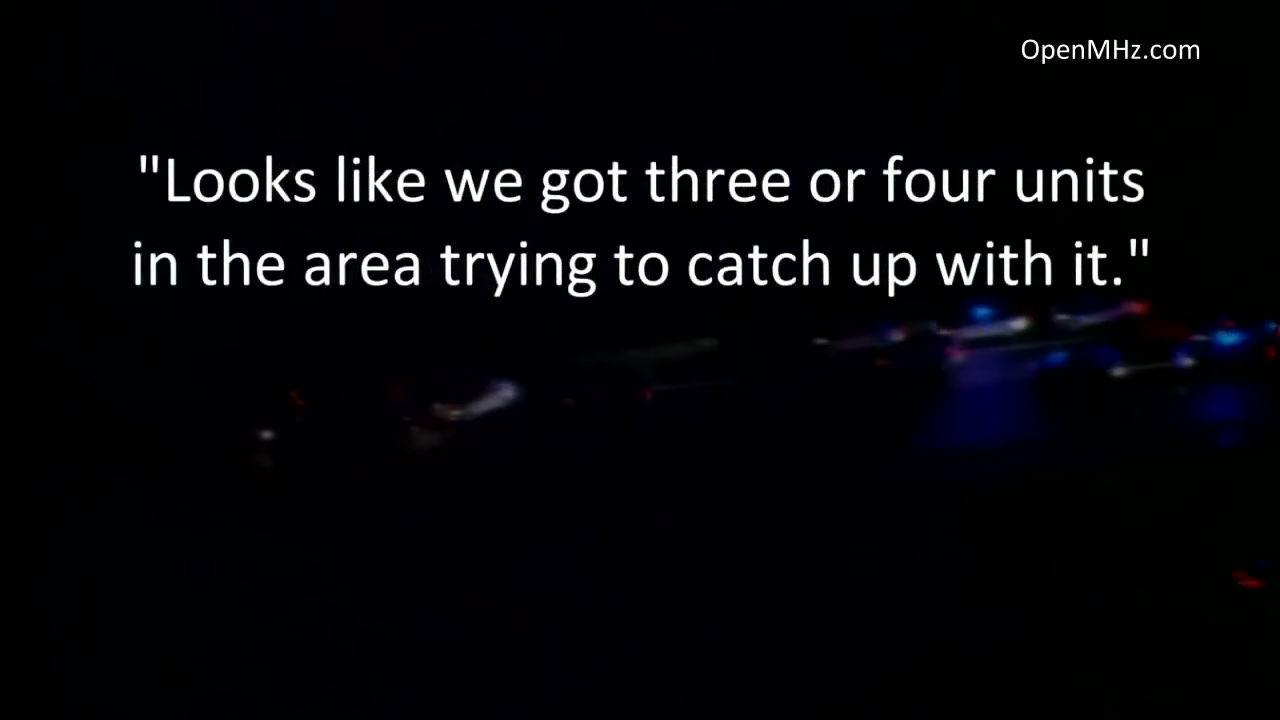 OpenMHz.com
"Looks like we got three or four units
in the area trying to catch up with it."